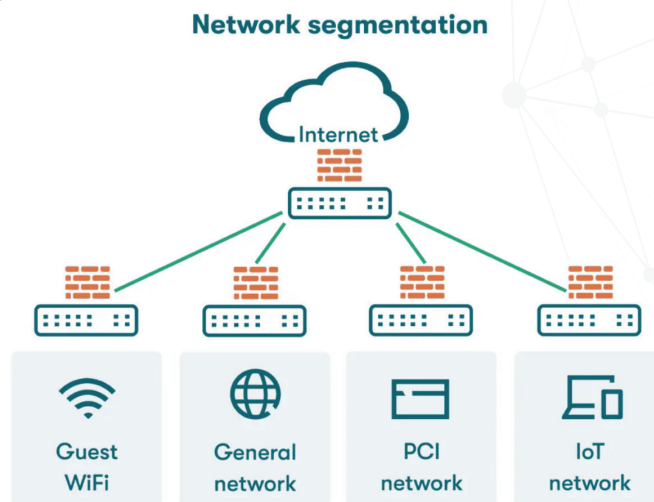 Network segmentation
Internet
Guest
WiFi
General
network
PCI
network
IoT
network